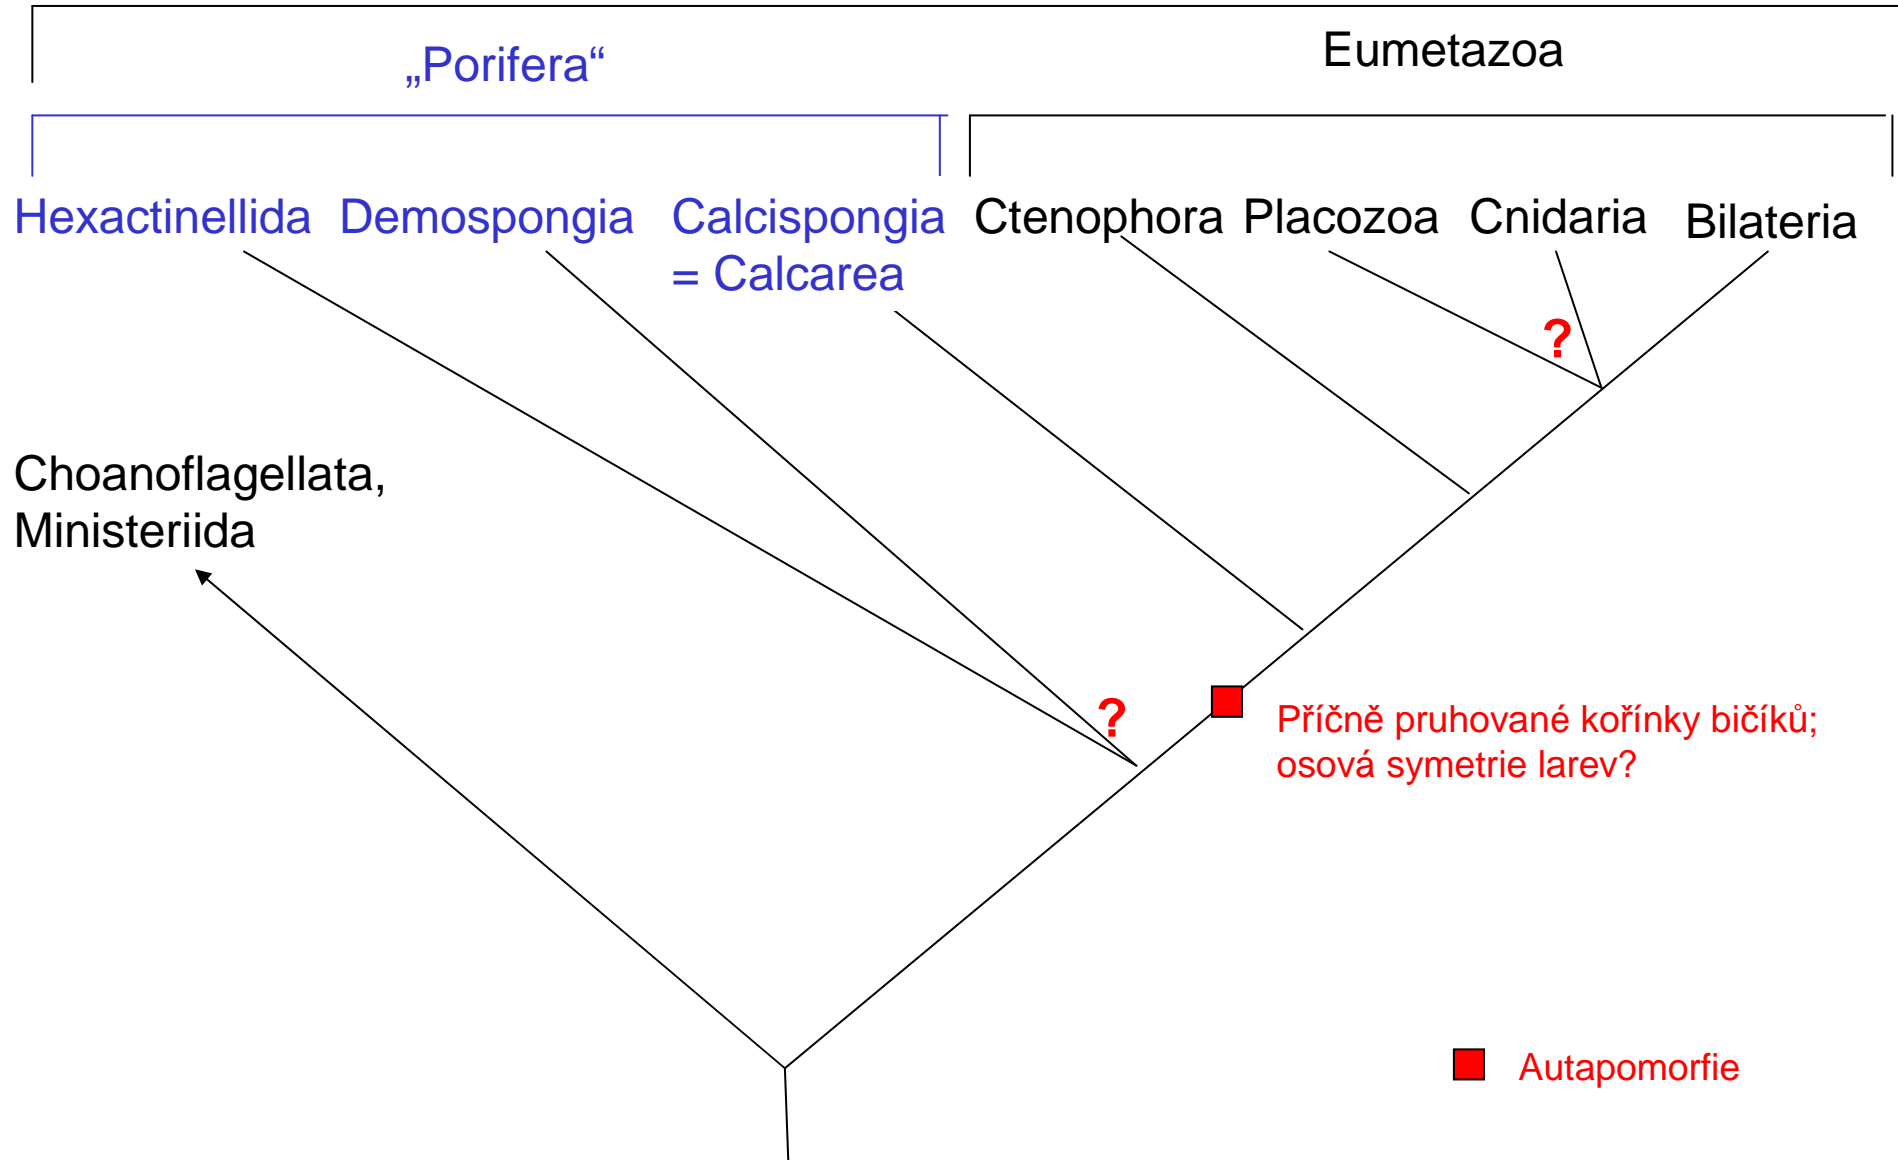 „Porifera“
Eumetazoa
Hexactinellida
Demospongia
Calcispongia
= Calcarea
Ctenophora
Placozoa
Cnidaria
Bilateria
?
Choanoflagellata,
Ministeriida
?
Příčně pruhované kořínky bičíků;
osová symetrie larev?
Autapomorfie